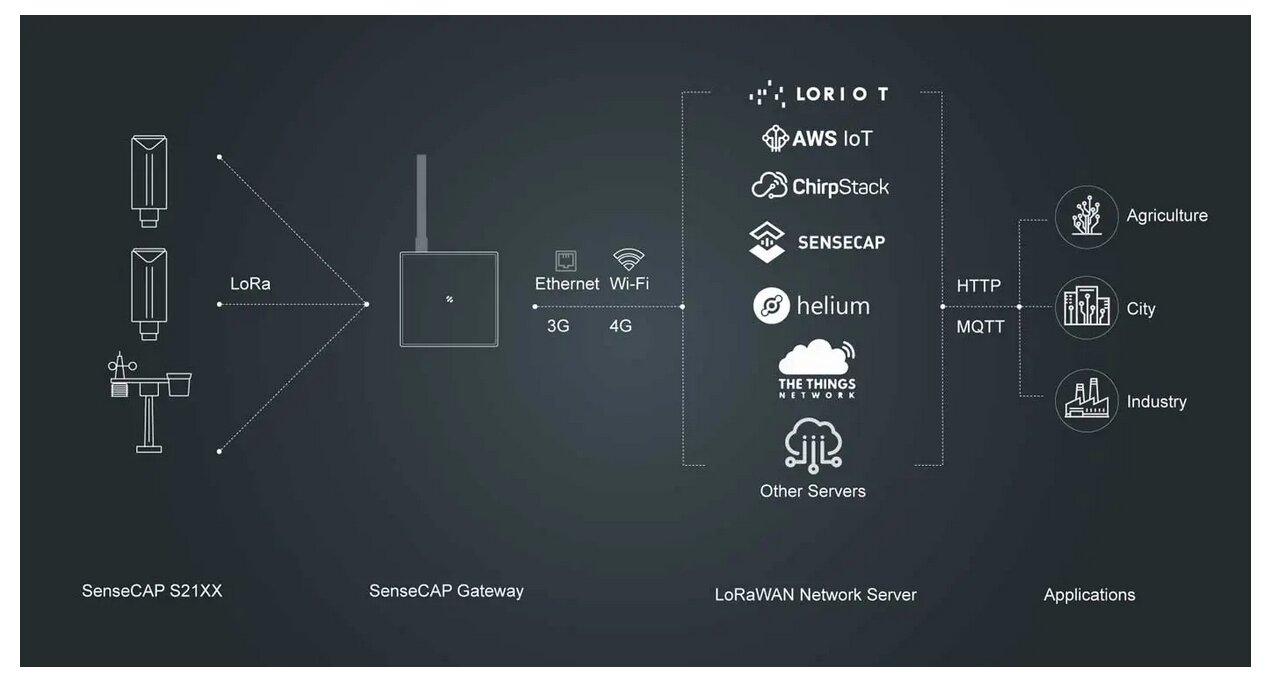 LORIOT
AWS IoT
ChirpStack
SENSECAP
helium
THE THINGS
NETWORK
Other Servers
LoRa
Ethernet Wi-Fi
3G 4G
HTTP
MQTT
Agriculture
City
Industry
SenseCAP S21XX
SenseCAP Gateway
LoRaWAN Network Server
Applications